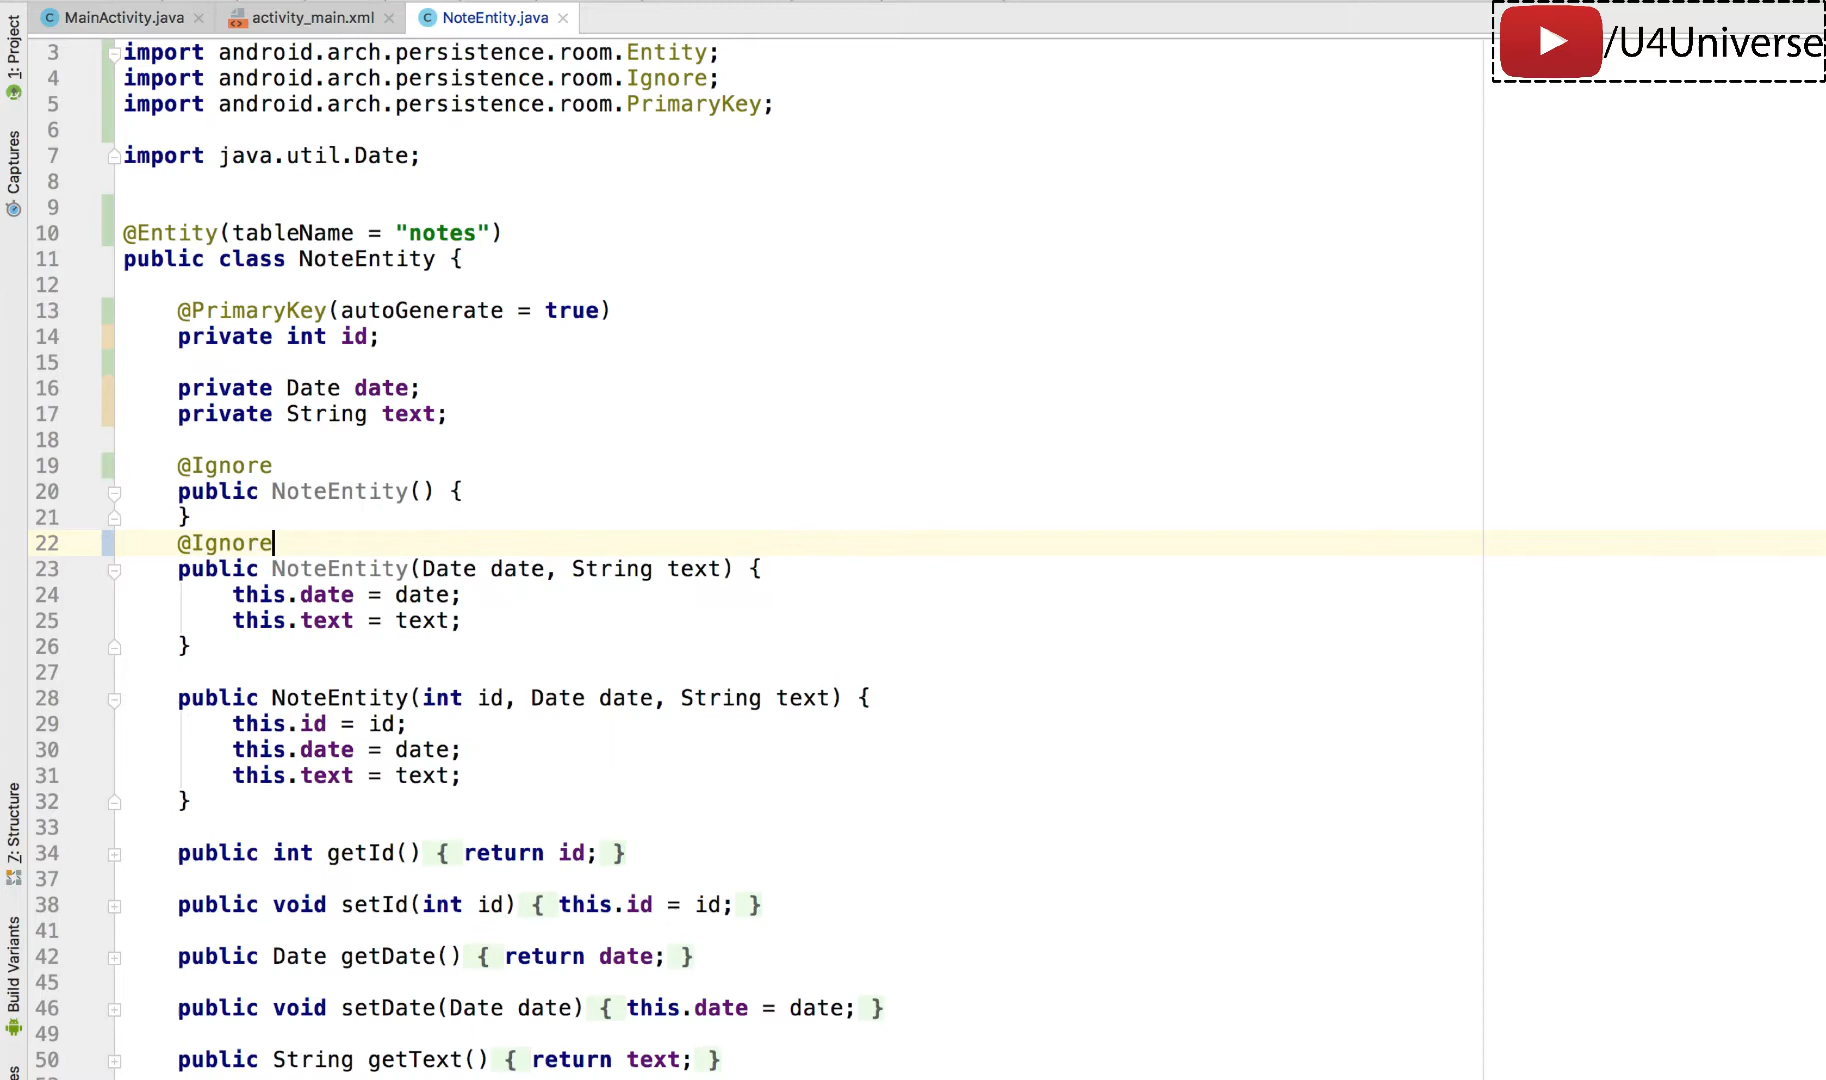 MainActivity.java
activity_main.xml
NoteEntity.java
/U4Universe
1: Project
Captures
Z: Structure
Build Variants
3 import android.arch.persistence.room.Entity;
4 import android.arch.persistence.room.Ignore;
5 import android.arch.persistence.room.PrimaryKey;
6
7 import java.util.Date;
8
9
10 @Entity(tableName = "notes")
11 public class NoteEntity {
12
13 @PrimaryKey(autoGenerate = true)
14 private int id;
15
16 private Date date;
17 private String text;
18
19 @Ignore
20 public NoteEntity() {
21 }
22 @Ignore
23 public NoteEntity(Date date, String text) {
24 this.date = date;
25 this.text = text;
26 }
27
28 public NoteEntity(int id, Date date, String text) {
29 this.id = id;
30 this.date = date;
31 this.text = text;
32 }
33
34 public int getId() { return id; }
37
38 public void setId(int id) { this.id = id; }
41
42 public Date getDate() { return date; }
45
46 public void setDate(Date date) { this.date = date; }
49
50 public String getText() { return text; }